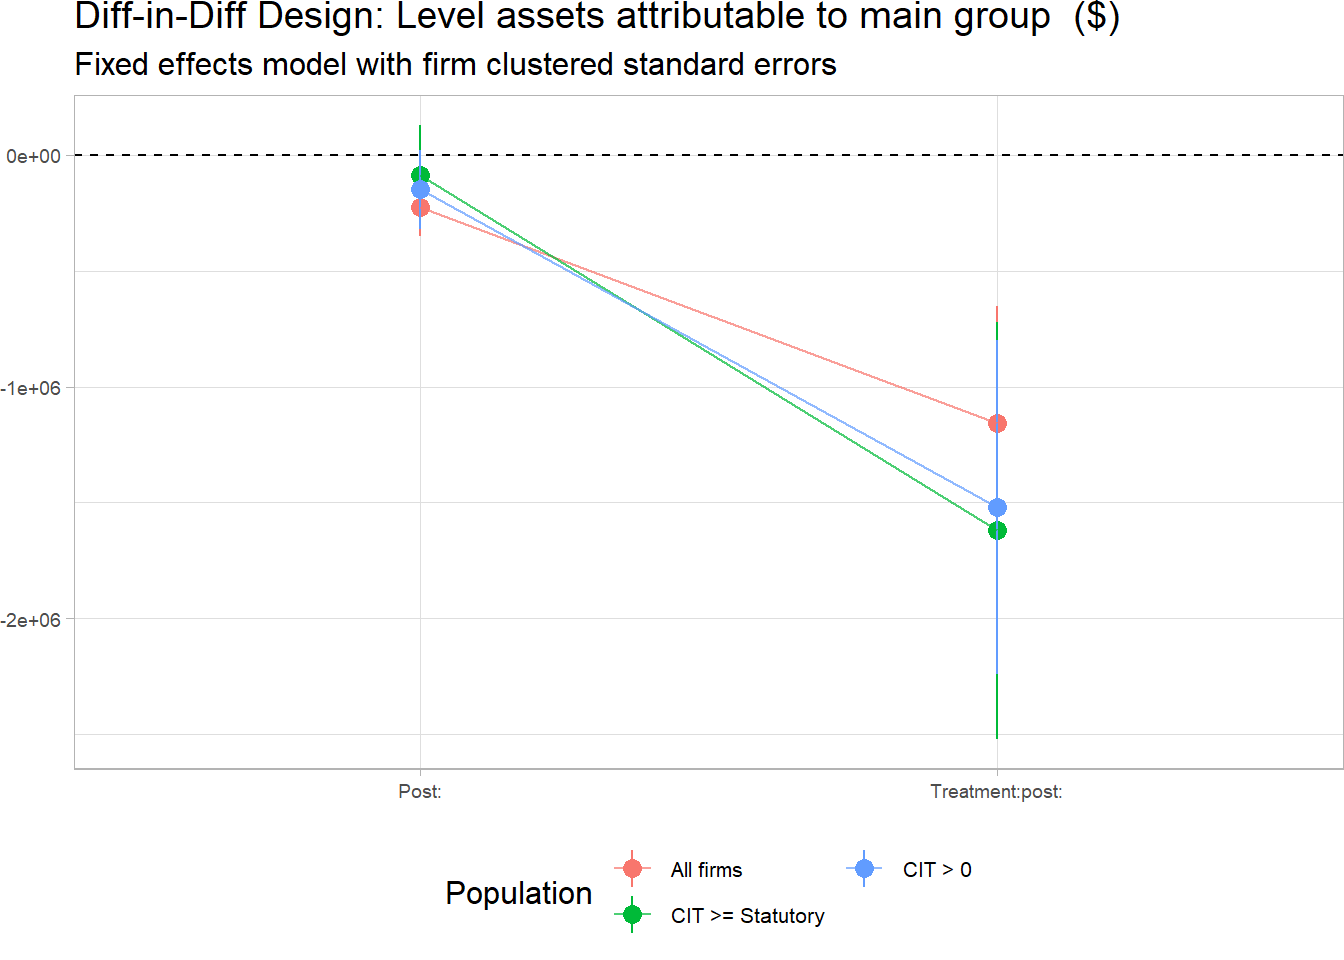 Diff-in-Diff Design: Level assets attributable to main group  ($)
Fixed effects model with firm clustered standard errors
0e+00
-1e+06
-2e+06
Post:
Treatment:post:
Population
All firms
CIT > 0
CIT >= Statutory